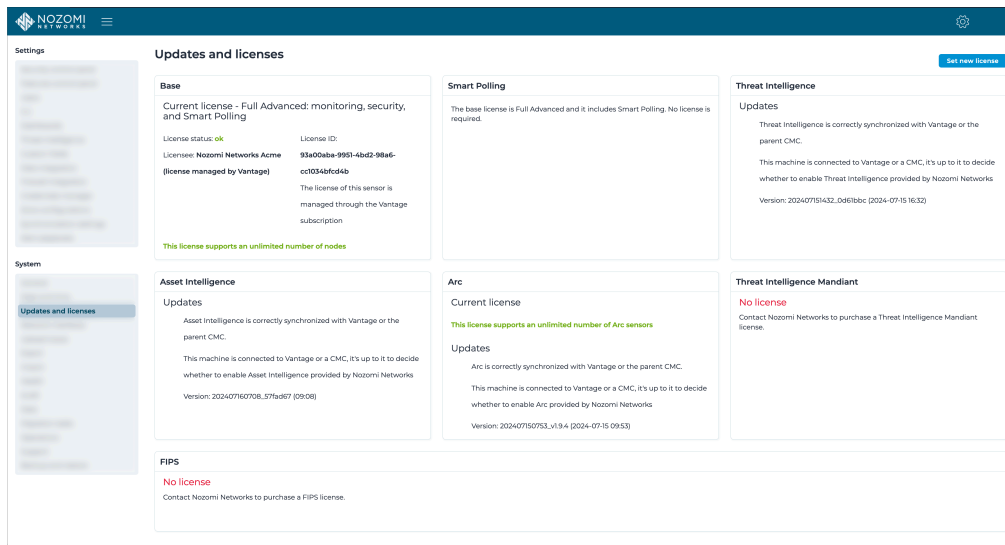 NOZOMI
NETWORKS
Settings
Updates and licenses
Set new license
Base
Current license - Full Advanced: monitoring, security,
and Smart Polling
License status: ok
Licensee: Nozomi Networks Acme
(license managed by Vantage)
License ID:
93a00aba-9951-4bd2-98a6-
cc1034bfcd4b
The license of this sensor is
managed through the Vantage
subscription
This license supports an unlimited number of nodes
Smart Polling
The base license is Full Advanced and it includes Smart Polling. No license is
required.
Threat Intelligence
Updates
Threat Intelligence is correctly synchronized with Vantage or the
parent CMC.
This machine is connected to Vantage or a CMC, it's up to it to decide
whether to enable Threat Intelligence provided by Nozomi Networks
Version: 202407151432_0d61bbc (2024-07-15 16:32)
System
Updates and licenses
Asset Intelligence
Updates
Asset Intelligence is correctly synchronized with Vantage or the
parent CMC.
This machine is connected to Vantage or a CMC, it's up to it to decide
whether to enable Asset Intelligence provided by Nozomi Networks
Version: 202407160708_57fad67 (09:08)
Arc
Current license
This license supports an unlimited number of Arc sensors
Updates
Arc is correctly synchronized with Vantage or the parent CMC.
This machine is connected to Vantage or a CMC, it's up to it to decide
whether to enable Arc provided by Nozomi Networks
Version: 202407150753_v1.9.4 (2024-07-15 09:53)
Threat Intelligence Mandiant
No license
Contact Nozomi Networks to purchase a Threat Intelligence Mandiant
license.
FIPS
No license
Contact Nozomi Networks to purchase a FIPS license.